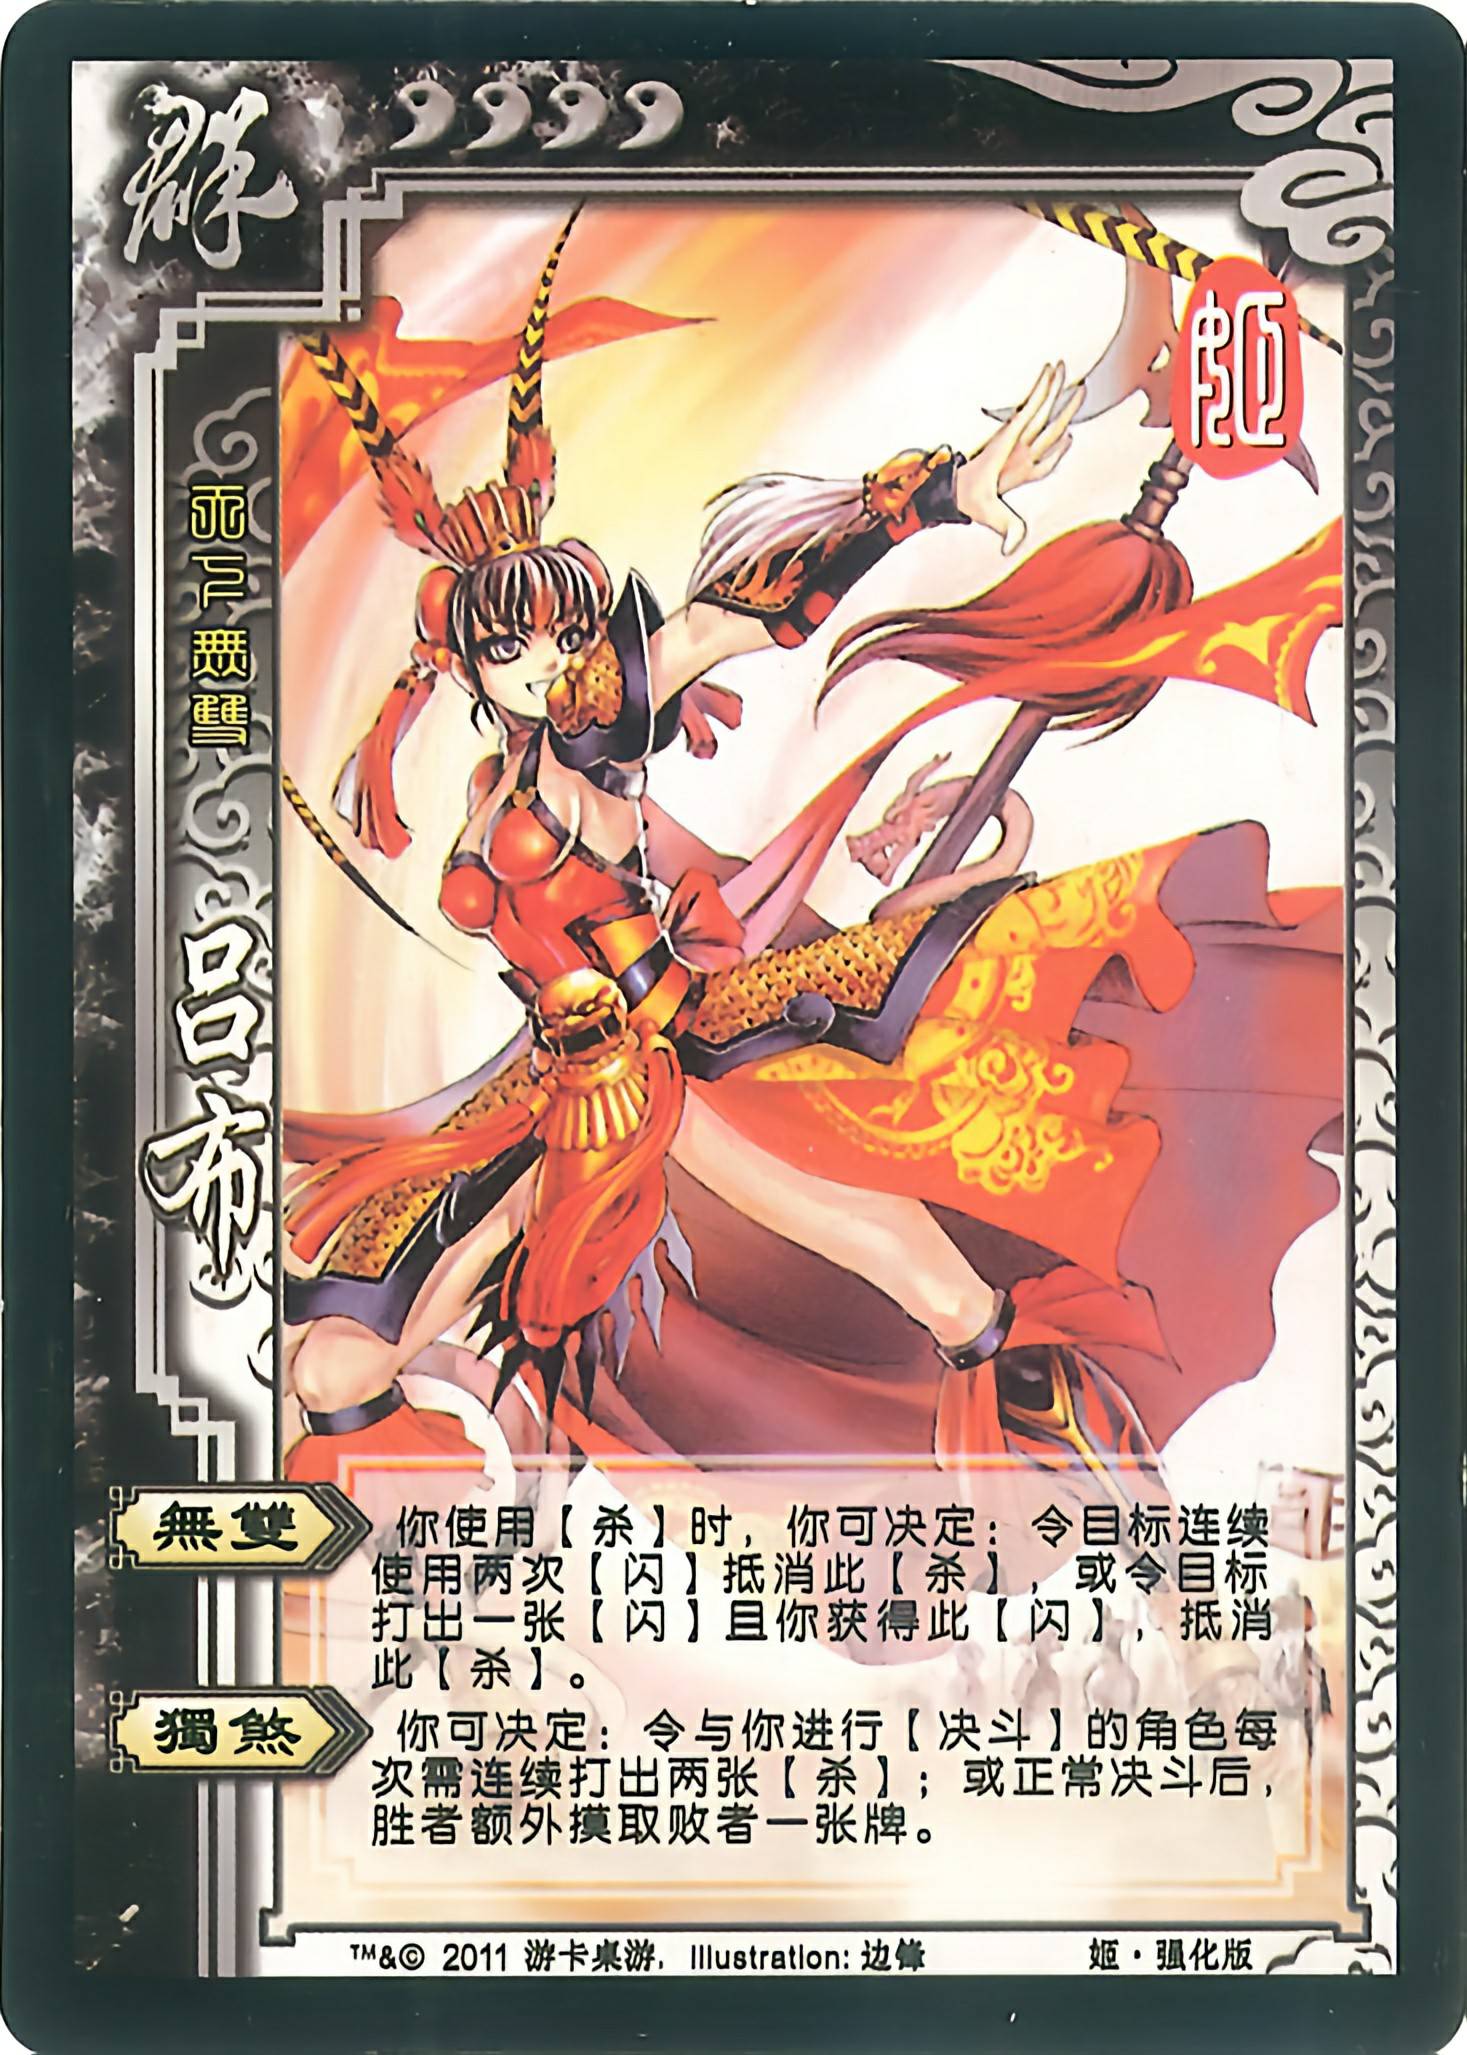 群
姬
天下無雙
呂布
無雙
你使用【杀】时，你可决定：令目标连续
使用两次【闪】抵消此【杀】，或令目标
打出一张【闪】且你获得此【闪】，抵消
此【杀】。
獨煞
你可决定：令与你进行【决斗】的角色每
次需连续打出两张【杀】；或正常决斗后，
胜者额外摸取败者一张牌。
™&© 2011 游卡桌游，Illustration: 边锋
姬·强化版